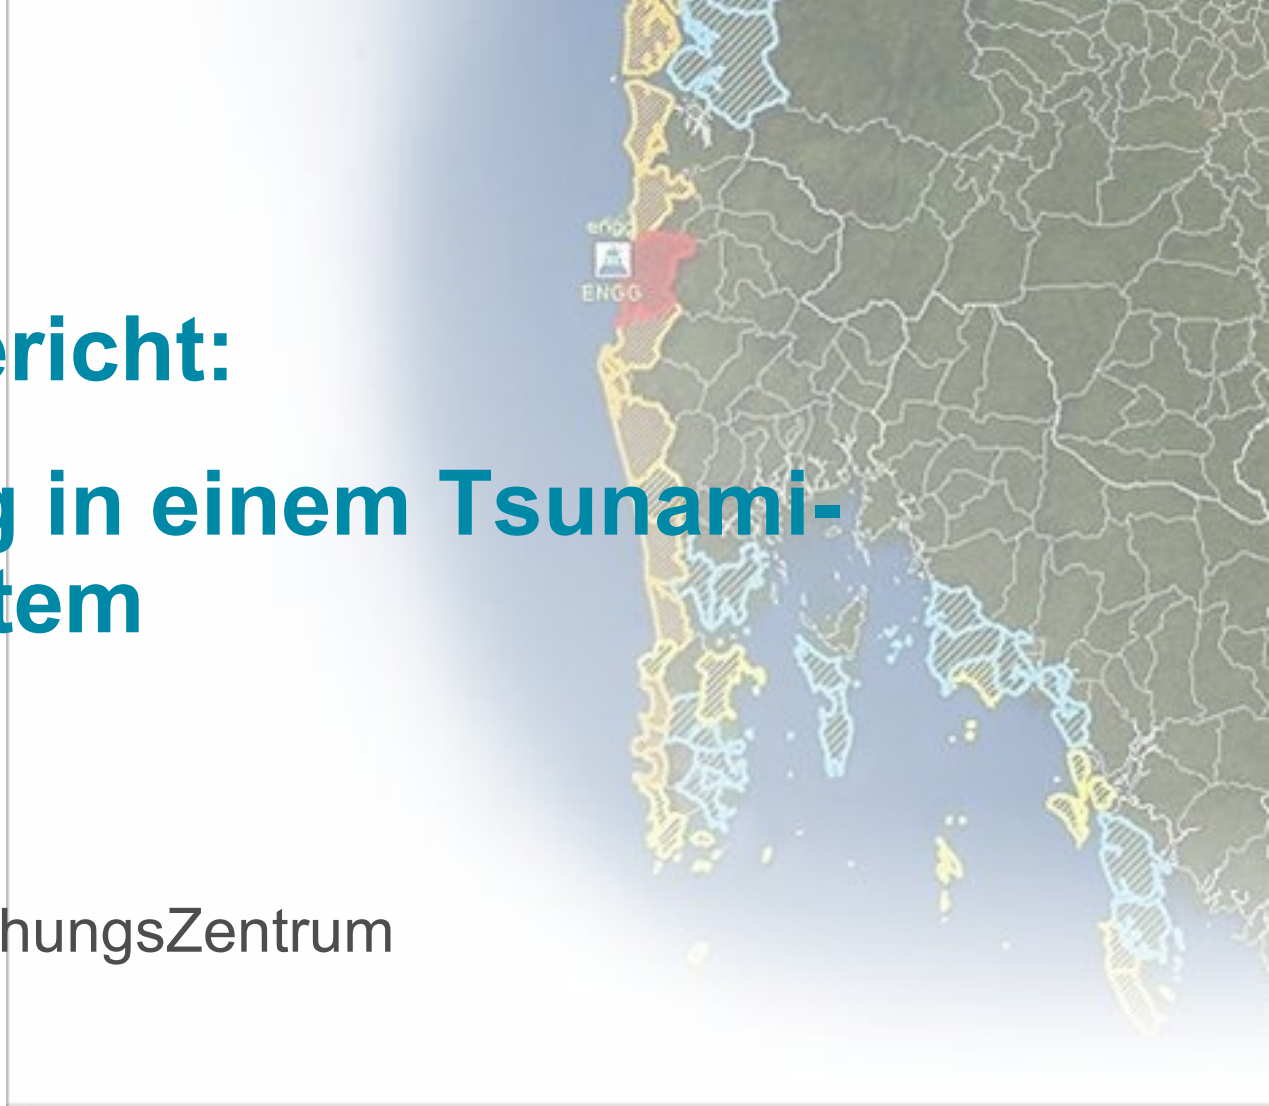 engg
ENGG
ericht:
g in einem Tsunami-
tem
hungsZentrum